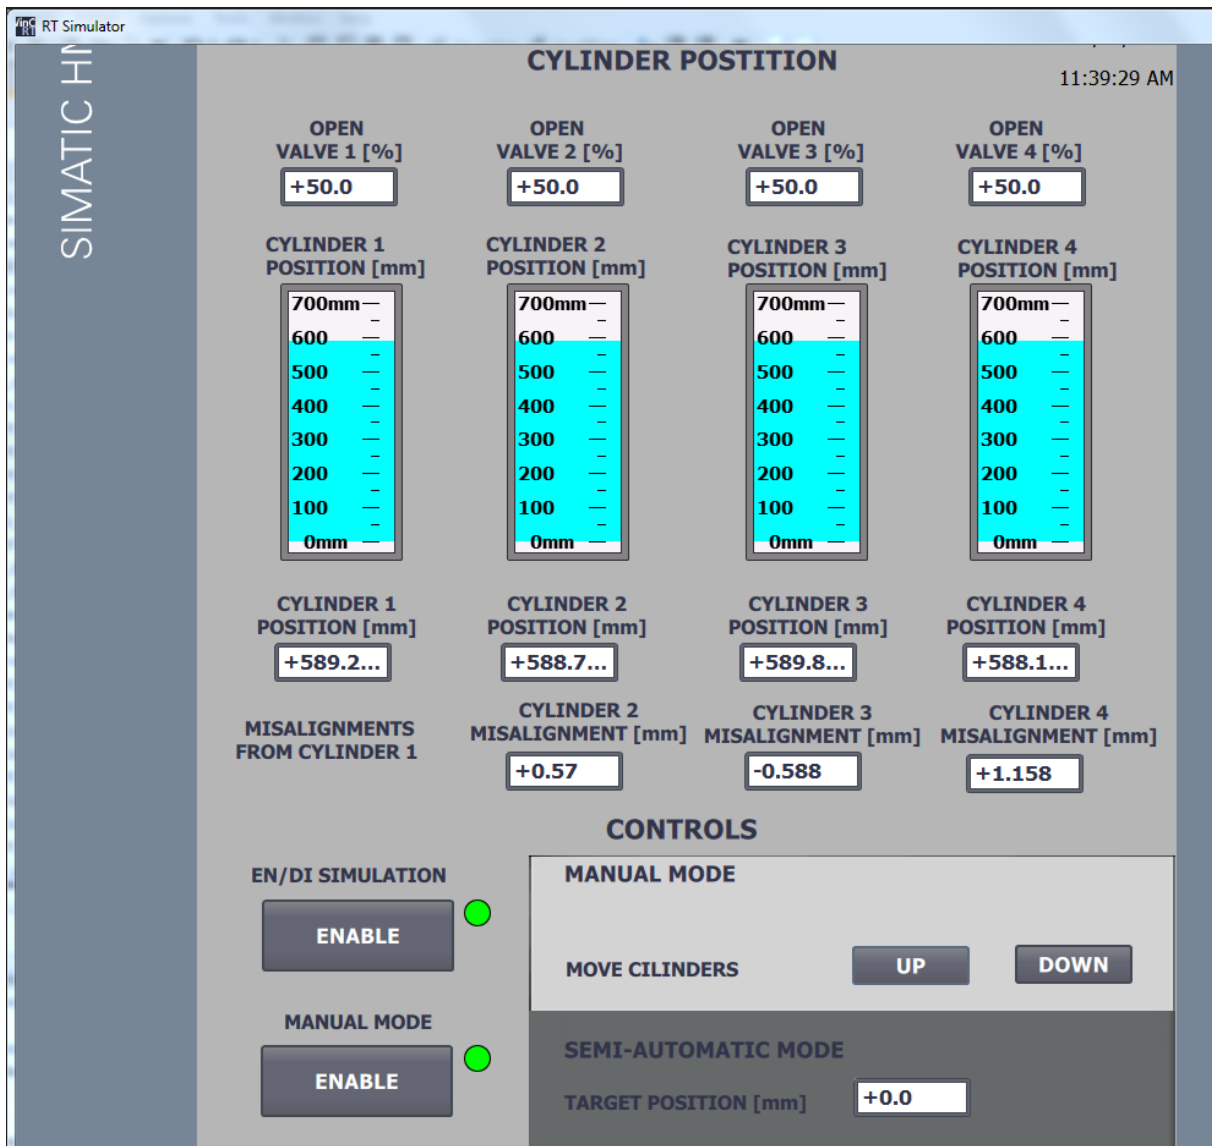 RT Simulator
SIMATIC HM
CYLINDER POSTITION
11:39:29 AM
OPEN OPEN OPEN OPEN
VALVE 1 [%] VALVE 2 [%] VALVE 3 [%] VALVE 4 [%]
+50.0 +50.0 +50.0 +50.0
CYLINDER 1 CYLINDER 2 CYLINDER 3 CYLINDER 4
POSITION [mm] POSITION [mm] POSITION [mm] POSITION [mm]
700mm 700mm 700mm 700mm
600 600 600 600
500 500 500 500
400 400 400 400
300 300 300 300
200 200 200 200
100 100 100 100
0mm 0mm 0mm 0mm
CYLINDER 1 CYLINDER 2 CYLINDER 3 CYLINDER 4
POSITION [mm] POSITION [mm] POSITION [mm] POSITION [mm]
+589.2... +588.7... +589.8... +588.1...
MISALIGNMENTS
FROM CYLINDER 1
CYLINDER 2 CYLINDER 3 CYLINDER 4
MISALIGNMENT [mm] MISALIGNMENT [mm] MISALIGNMENT [mm]
+0.57 -0.588 +1.158
CONTROLS
EN/DI SIMULATION
ENABLE
MANUAL MODE
ENABLE
MANUAL MODE
MOVE CILINDERS UP DOWN
SEMI-AUTOMATIC MODE
TARGET POSITION [mm] +0.0